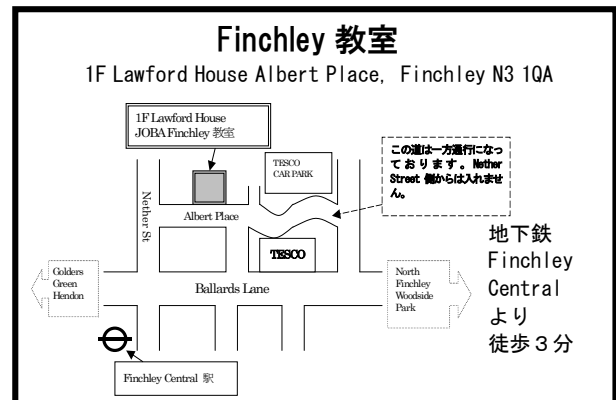 Finchley 教室
1F Lawford House Albert Place, Finchley N3 1QA
1F Lawford House
JOBA Finchley 教室
TESCO
CAR PARK
この道は一方通行になっ
ております。Nether
Street 側からは入れませ
ん。
Nether St
Albert Place
TESCO
地下鉄
Finchley
Central
より
徒歩３分
Golders
Green
Hendon
Ballards Lane
North
Finchley
Woodside
Park
Finchley Central 駅